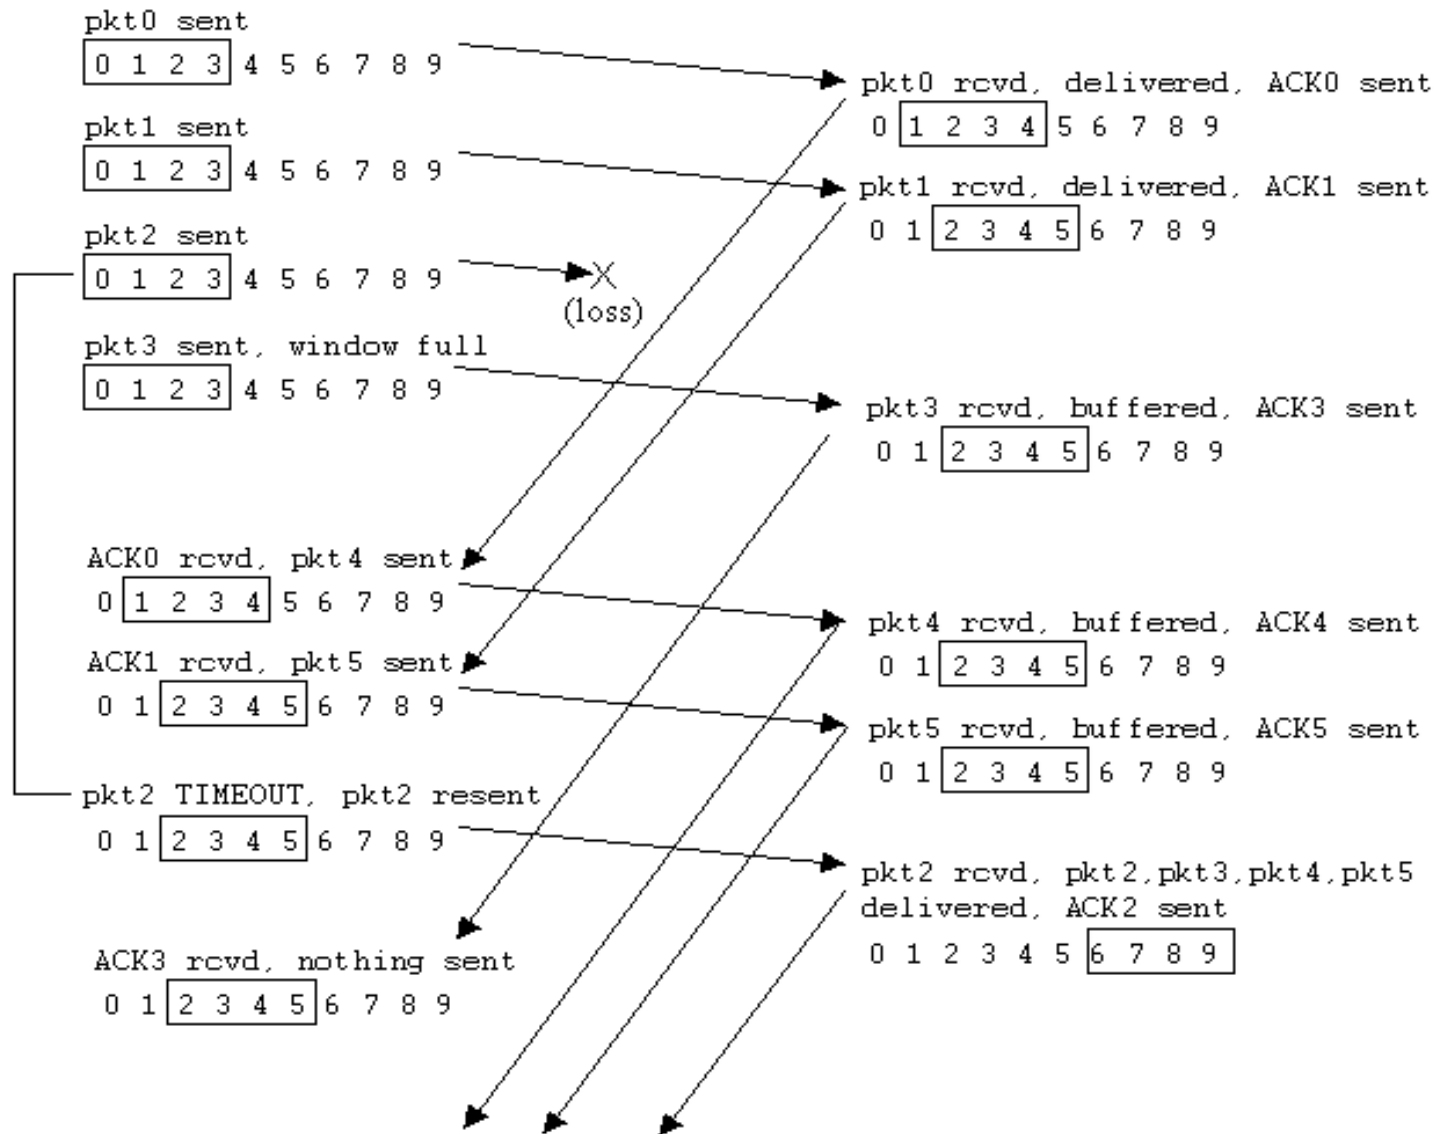 pkt0 sent
0 1 2 3 4 5 6 7 8 9
pkt1 sent
0 1 2 3 4 5 6 7 8 9
pkt2 sent
0 1 2 3 4 5 6 7 8 9
pkt3 sent, window full
0 1 2 3 4 5 6 7 8 9
ACK0 rcvd, pkt4 sent
0 1 2 3 4 5 6 7 8 9
ACK1 rcvd, pkt5 sent
0 1 2 3 4 5 6 7 8 9
pkt2 TIMEOUT, pkt2 resent
0 1 2 3 4 5 6 7 8 9
ACK3 rcvd, nothing sent
0 1 2 3 4 5 6 7 8 9
X
(loss)
pkt0 rcvd, delivered, ACK0 sent
0 1 2 3 4 5 6 7 8 9
pkt1 rcvd, delivered, ACK1 sent
0 1 2 3 4 5 6 7 8 9
pkt3 rcvd, buffered, ACK3 sent
0 1 2 3 4 5 6 7 8 9
pkt4 rcvd, buffered, ACK4 sent
0 1 2 3 4 5 6 7 8 9
pkt5 rcvd, buffered, ACK5 sent
0 1 2 3 4 5 6 7 8 9
pkt2 rcvd, pkt2,pkt3,pkt4,pkt5
delivered, ACK2 sent
0 1 2 3 4 5 6 7 8 9